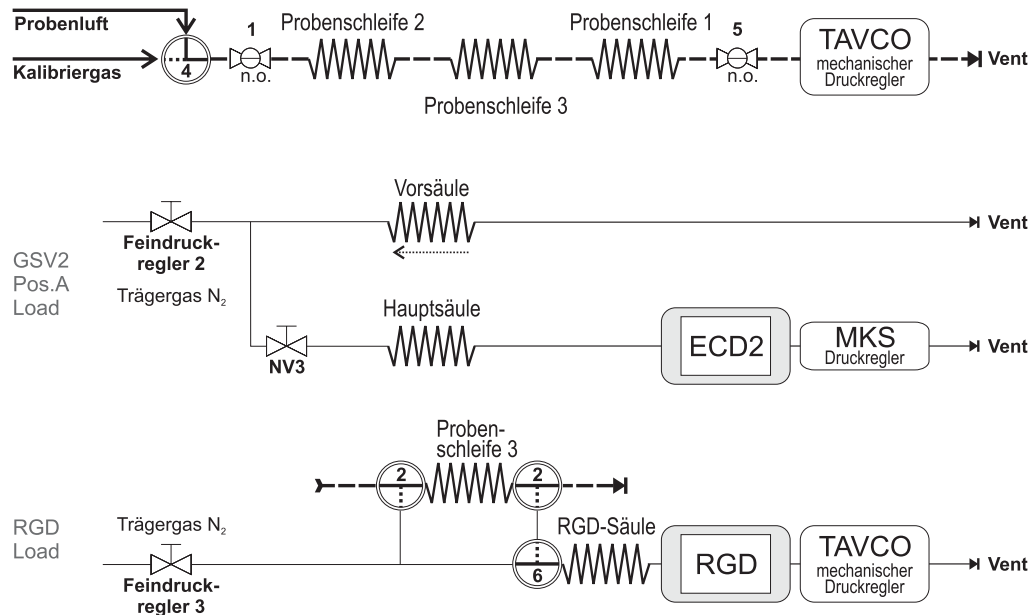 Probenluft
Kalibriergas
4
1
n.o.
Probenschleife 2
Probenschleife 3
Probenschleife 1
5
n.o.
TAVCO
mechanischer
Druckregler
Vent
GSV2
Pos.A
Load
Feindruck-
regler 2
Trägergas N₂
Vorsäule
Vent
NV3
Hauptsäule
ECD2
MKS
Druckregler
Vent
RGD
Load
Trägergas N₂
Feindruck-
regler 3
2
Proben-
schleife 3
2
6
RGD-Säule
RGD
TAVCO
mechanischer
Druckregler
Vent